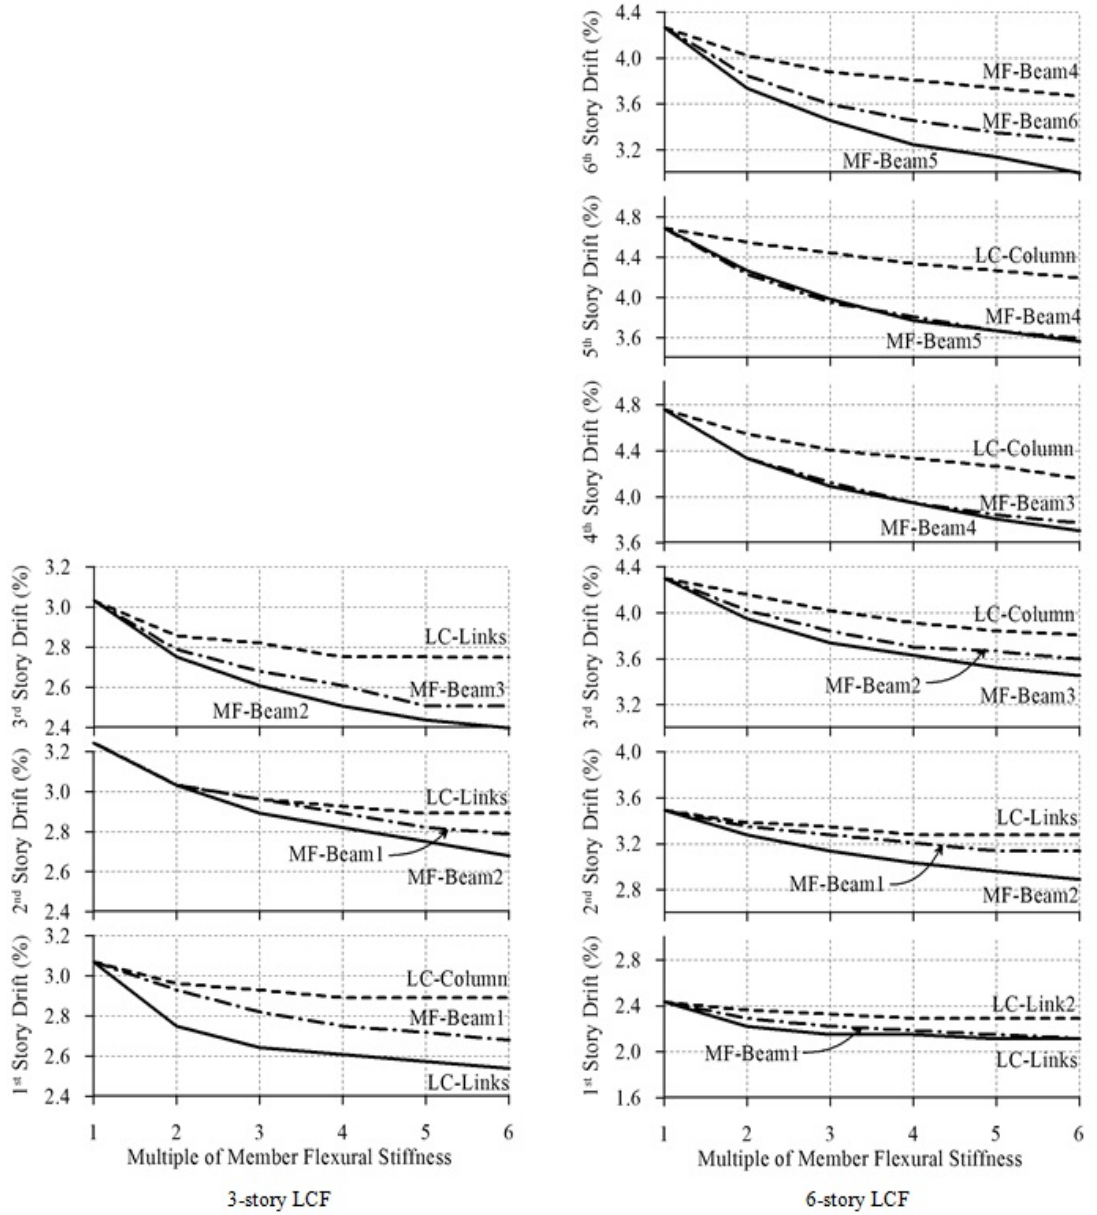 6th Story Drift (%)
4.4
4.0
3.6
3.2
MF-Beam4
MF-Beam6
MF-Beam5
5th Story Drift (%)
4.8
4.4
4.0
3.6
LC-Column
MF-Beam4
MF-Beam5
4th Story Drift (%)
4.8
4.4
4.0
3.6
LC-Column
MF-Beam3
MF-Beam4
3rd Story Drift (%)
3.2
3.0
2.8
2.6
2.4
LC-Links
MF-Beam3
MF-Beam2
3rd Story Drift (%)
4.4
4.0
3.6
3.2
LC-Column
MF-Beam2
MF-Beam3
2nd Story Drift (%)
3.2
3.0
2.8
2.6
2.4
LC-Links
MF-Beam1
MF-Beam2
2nd Story Drift (%)
4.0
3.6
3.2
2.8
LC-Links
MF-Beam1
MF-Beam2
1st Story Drift (%)
3.2
3.0
2.8
2.6
2.4
LC-Column
MF-Beam1
LC-Links
1 2 3 4 5 6
Multiple of Member Flexural Stiffness
3-story LCF
1st Story Drift (%)
2.8
2.4
2.0
1.6
LC-Link2
MF-Beam1
LC-Links
1 2 3 4 5 6
Multiple of Member Flexural Stiffness
6-story LCF